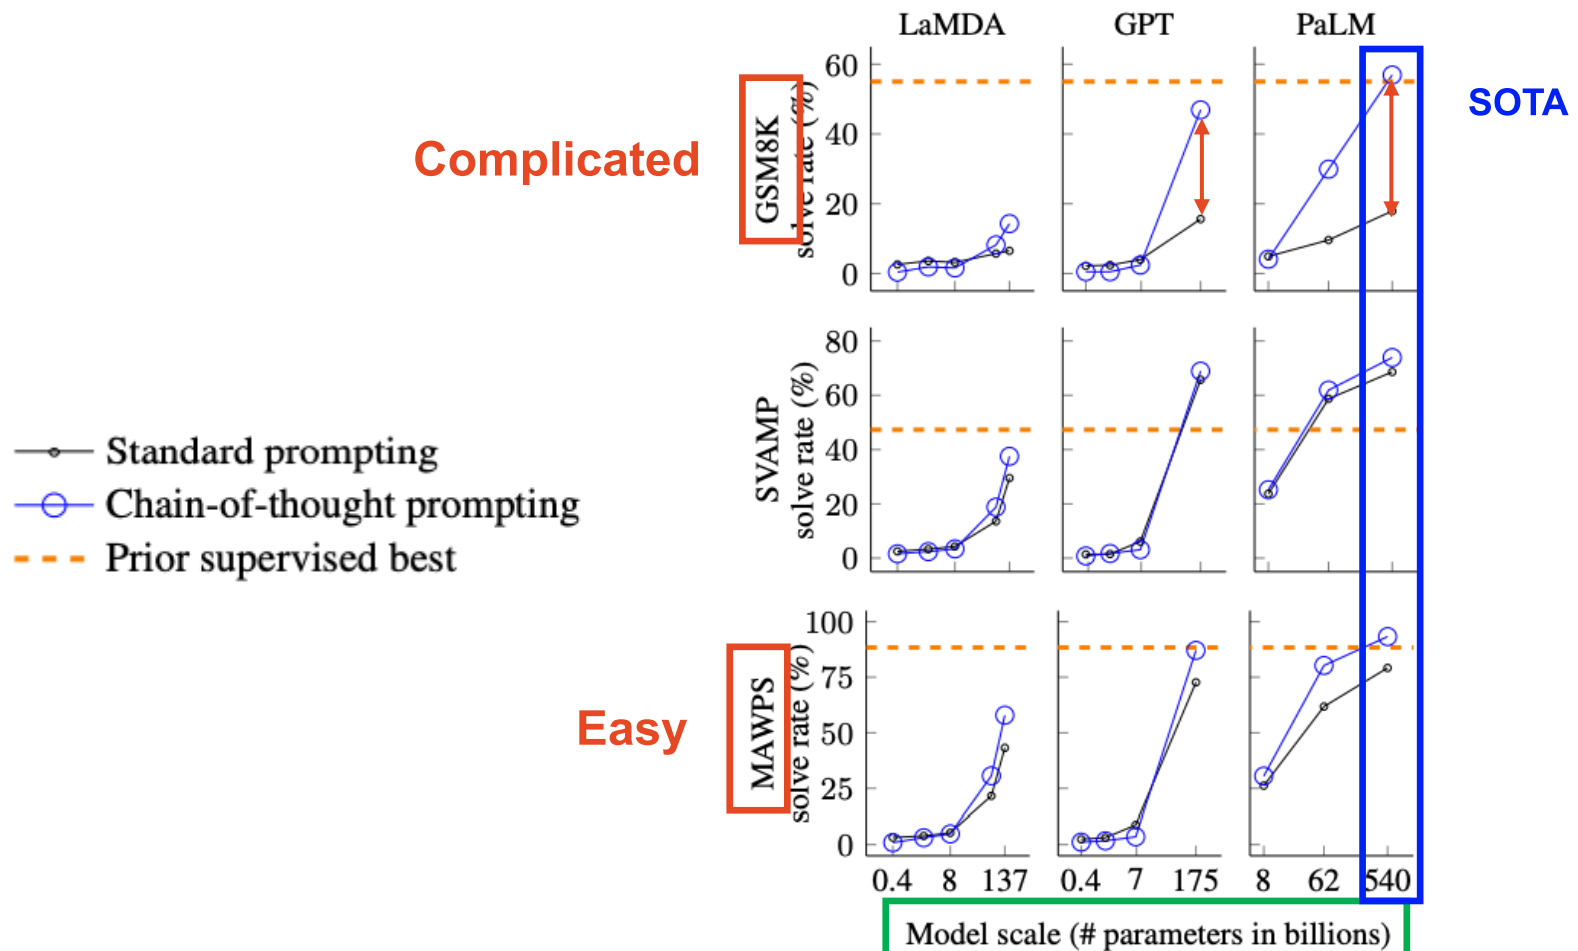 LaMDA GPT PaLM
SOTA
Complicated
GSM8K
solve rate (%)
60
40
20
0
SVAMP
solve rate (%)
80
60
40
20
0
Standard prompting
Chain-of-thought prompting
Prior supervised best
Easy
MAWPS
solve rate (%)
100
75
50
25
0
0.4 8 137 0.4 7 175 8 62 540
Model scale (# parameters in billions)